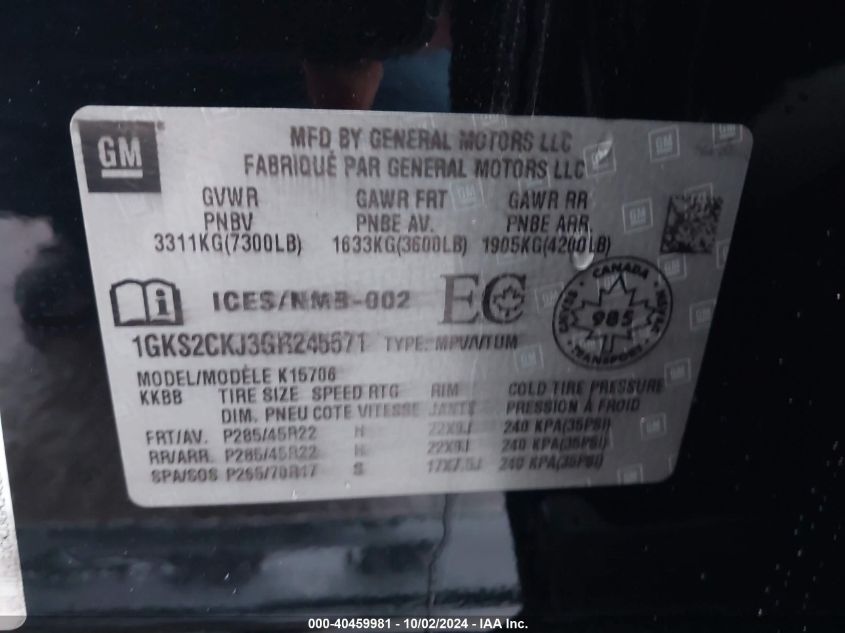 GM
MFD BY GENERAL MOTORS LLC
FABRIQUÉ PAR GENERAL MOTORS LLC
GVWR GAWR FRT GAWR RR
PNBV PNBE AV. PNBE ARR.
3311KG(7300LB) 1633KG(3600LB) 1905KG(4200LB)
ICES/NMB-002 EC
CANADA
985
TRANSPORT
1GKS2CKJ3GR245671 TYPE: MPV/VTUM
MODEL/MODÈLE K15706
KKBB TIRE SIZE SPEED RTG RIM COLD TIRE PRESSURE
DIM. PNEU COTE VITESSE JANTE PRESSION À FROID
FRT/AV. P285/45R22 H 22X9J 240 KPA(35PSI)
RR/ARR. P285/45R22 H 22X9J 240 KPA(35PSI)
SPA/SOS P265/70R17 S 17X7.5J 240 KPA(35PSI)
000-40459981 - 10/02/2024 - IAA Inc.